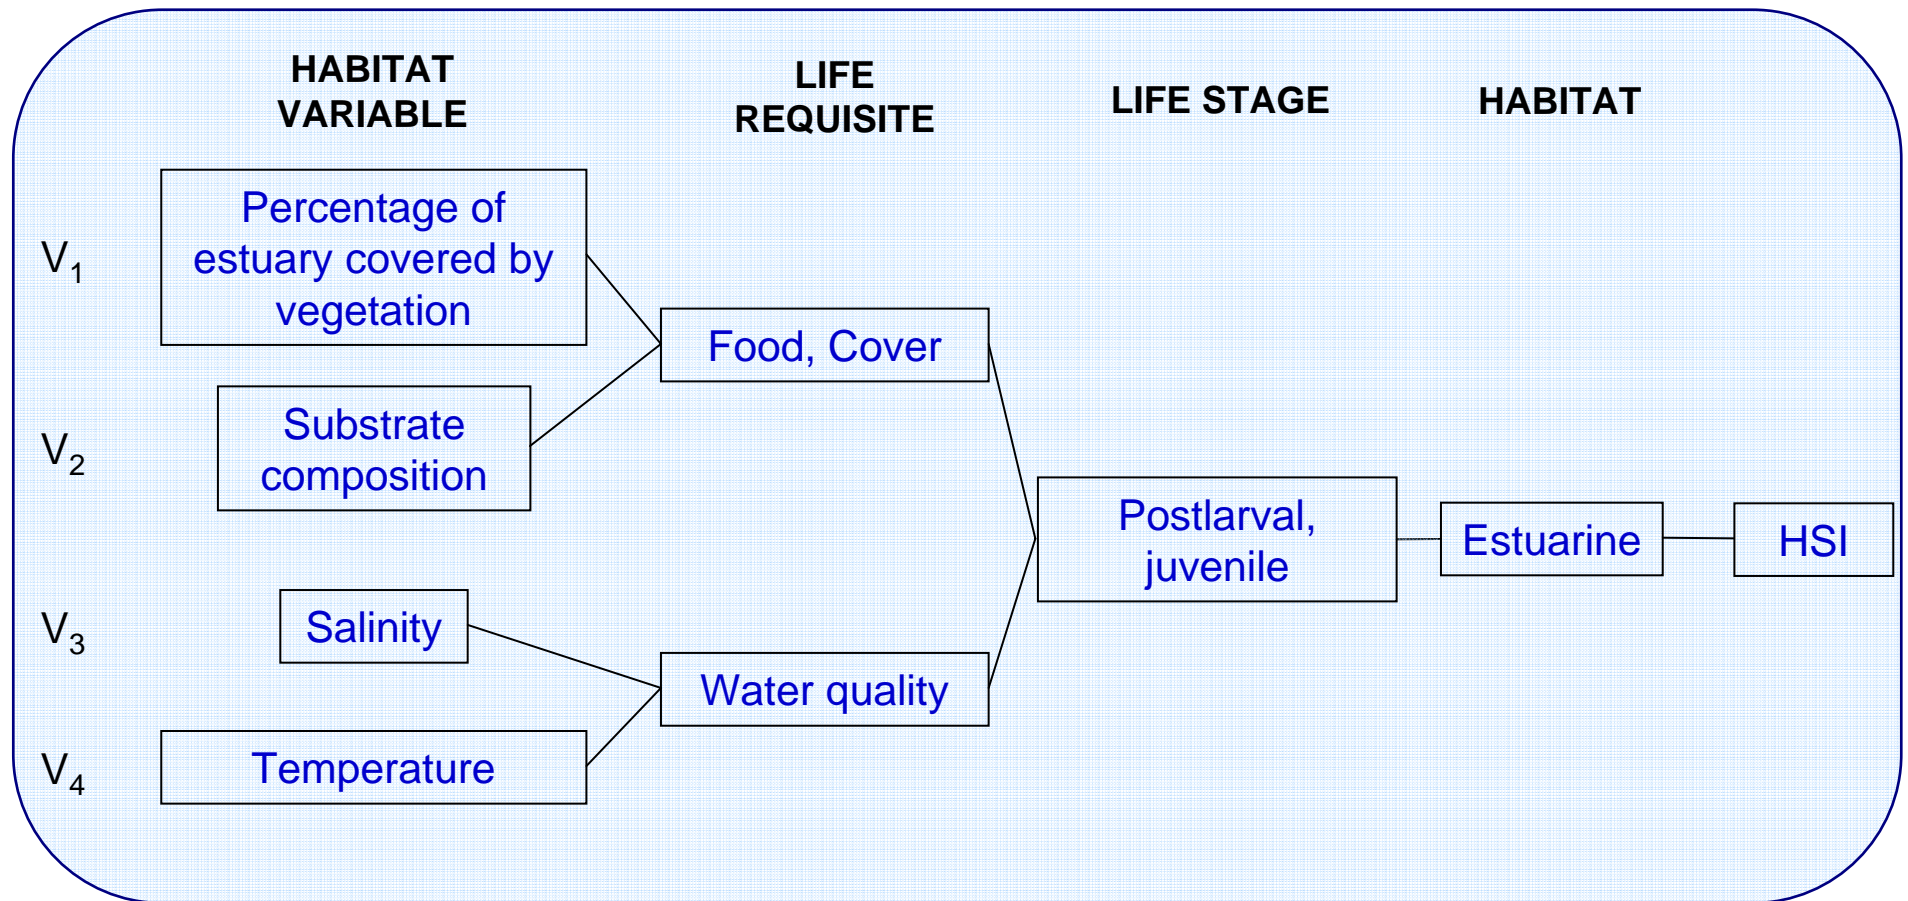 HABITAT
VARIABLE
LIFE
REQUISITE
LIFE STAGE
HABITAT
V1
Percentage of
estuary covered by
vegetation
Food, Cover
V2
Substrate
composition
Postlarval,
juvenile
Estuarine
HSI
V3
Salinity
Water quality
V4
Temperature